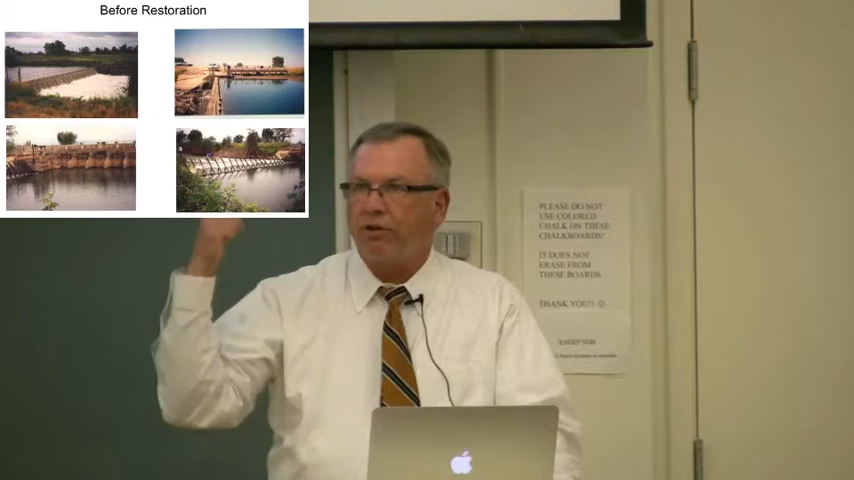 Before Restoration
PLEASE DO NOT
USE COLORED
CHALK ON THESE
CHALKBOARDS!
IT DOES NOT
ERASE FROM
THESE BOARDS.
THANK YOU!! ☺
EXCEPTION